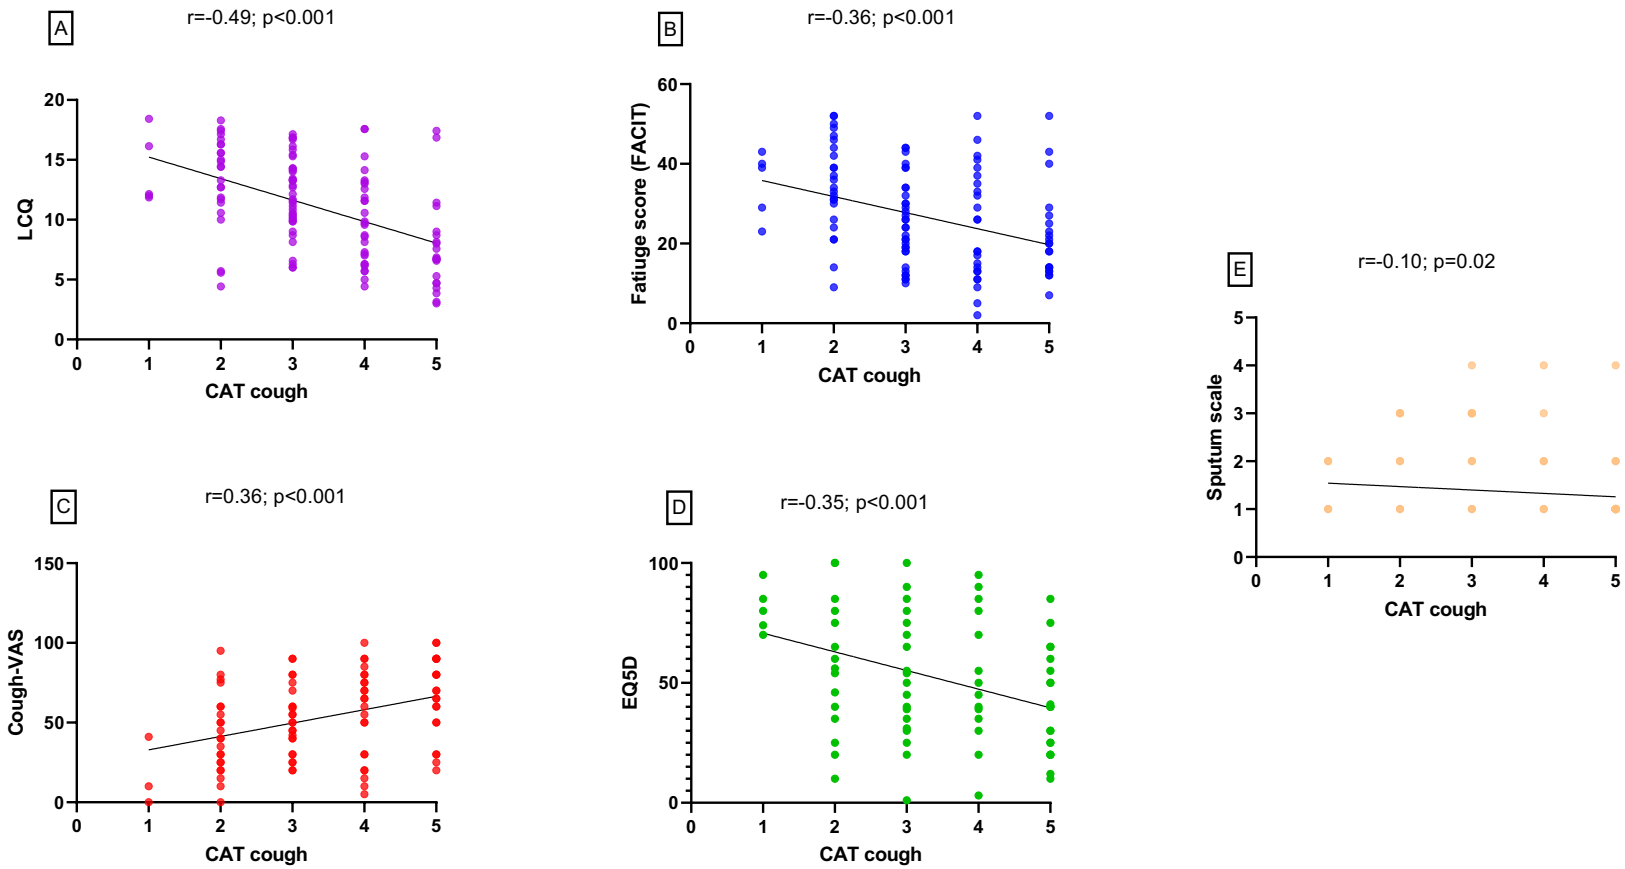 A
r=-0.49; p<0.001
LCQ
20
15
10
5
0
0 1 2 3 4 5
CAT cough
B
r=-0.36; p<0.001
Fatiuge score (FACIT)
60
40
20
0
0 1 2 3 4 5
CAT cough
C
r=0.36; p<0.001
Cough-VAS
150
100
50
0
0 1 2 3 4 5
CAT cough
D
r=-0.35; p<0.001
EQ5D
100
50
0
0 1 2 3 4 5
CAT cough
E
r=-0.10; p=0.02
Sputum scale
5
4
3
2
1
0
0 1 2 3 4 5
CAT cough